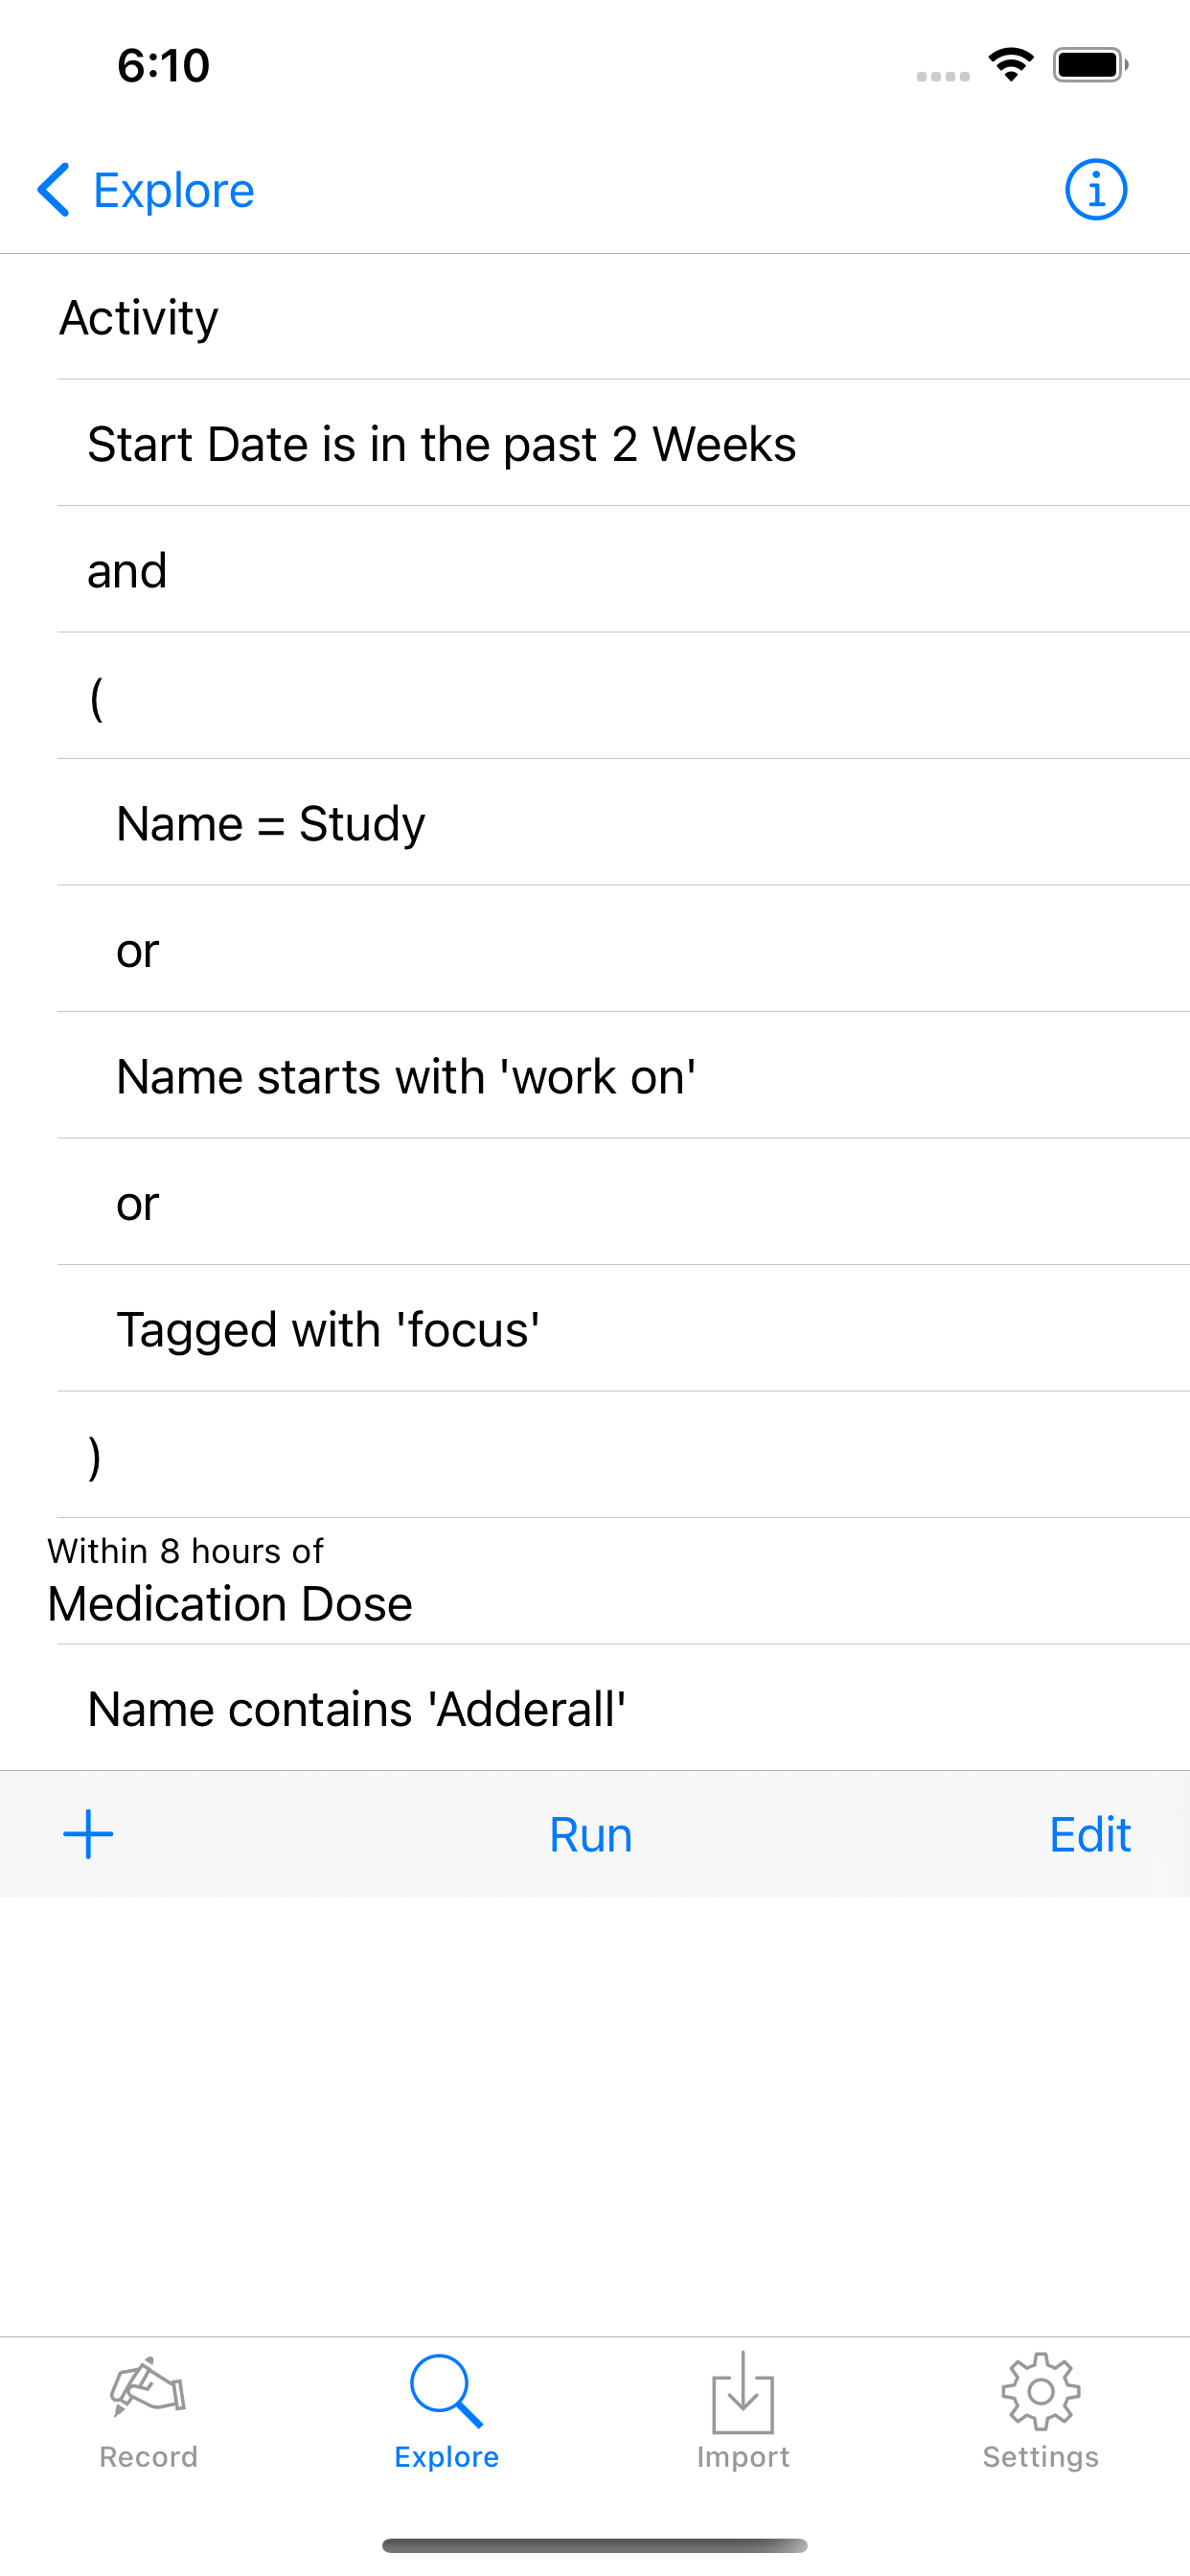 6:10
Explore
Activity
Start Date is in the past 2 Weeks
and
(
Name = Study
or
Name starts with 'work on'
or
Tagged with 'focus'
)
Within 8 hours of
Medication Dose
Name contains 'Adderall'
Run Edit
Record Explore Import Settings